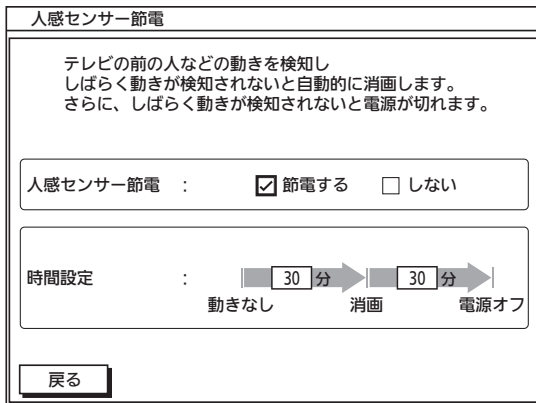 人感センサー節電
テレビの前の人などの動きを検知し
しばらく動きが検知されないと自動的に消画します。
さらに、しばらく動きが検知されないと電源が切れます。
人感センサー節電 : 節電する しない
時間設定 : 30 分 30 分
動きなし 消画 電源オフ
戻る